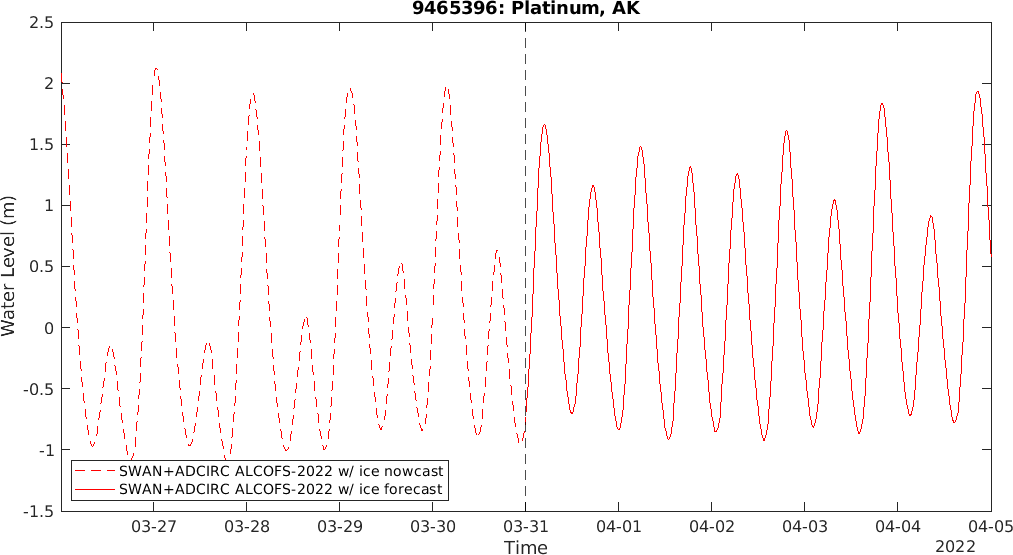 9465396: Platinum, AK
Water Level (m)
2.5
2
1.5
1
0.5
0
-0.5
-1
-1.5
SWAN+ADCIRC ALCOFS-2022 w/ ice nowcast
SWAN+ADCIRC ALCOFS-2022 w/ ice forecast
03-27 03-28 03-29 03-30 03-31 04-01 04-02 04-03 04-04 04-05
Time
2022